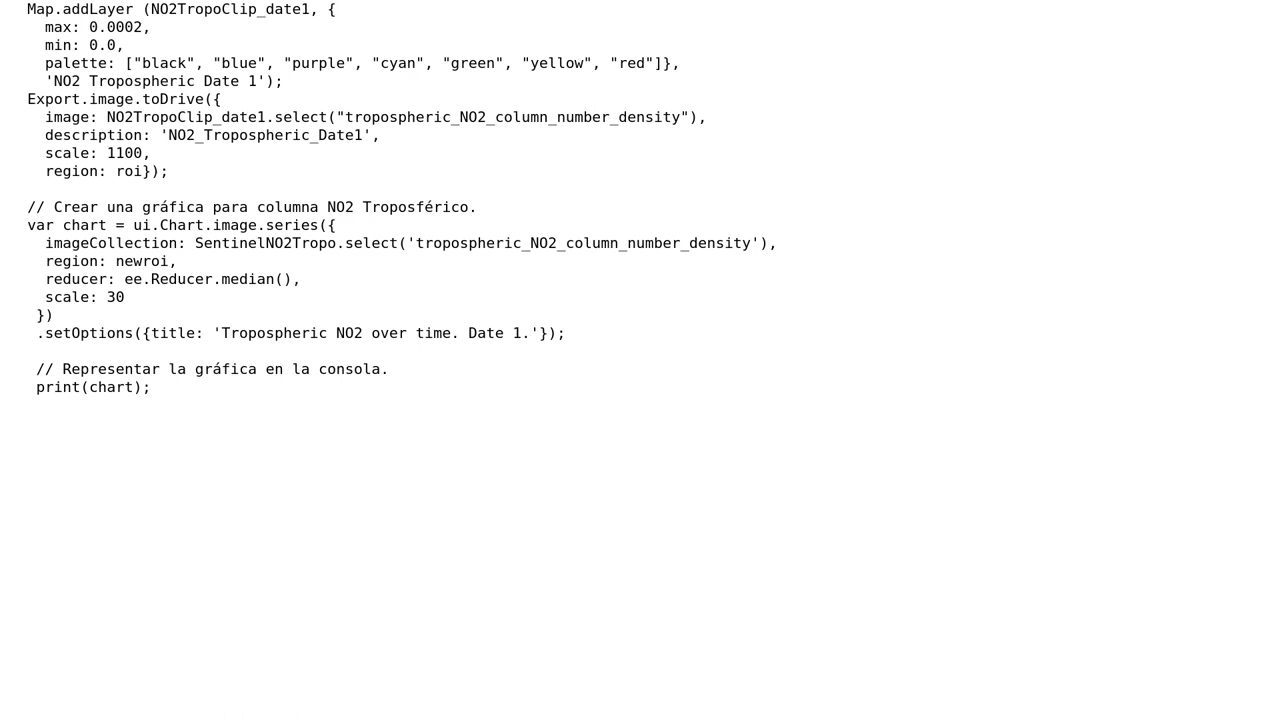 Map.addLayer (NO2TropoClip_date1, {
max: 0.0002,
min: 0.0,
palette: ["black", "blue", "purple", "cyan", "green", "yellow", "red"]},
'NO2 Tropospheric Date 1');
Export.image.toDrive({
image: NO2TropoClip_date1.select("tropospheric_NO2_column_number_density"),
description: 'NO2_Tropospheric_Date1',
scale: 1100,
region: roi});
// Crear una gráfica para columna NO2 Troposférico.
var chart = ui.Chart.image.series({
imageCollection: SentinelNO2Tropo.select('tropospheric_NO2_column_number_density'),
region: newroi,
reducer: ee.Reducer.median(),
scale: 30
})
.setOptions({title: 'Tropospheric NO2 over time. Date 1.'});
// Representar la gráfica en la consola.
print(chart);